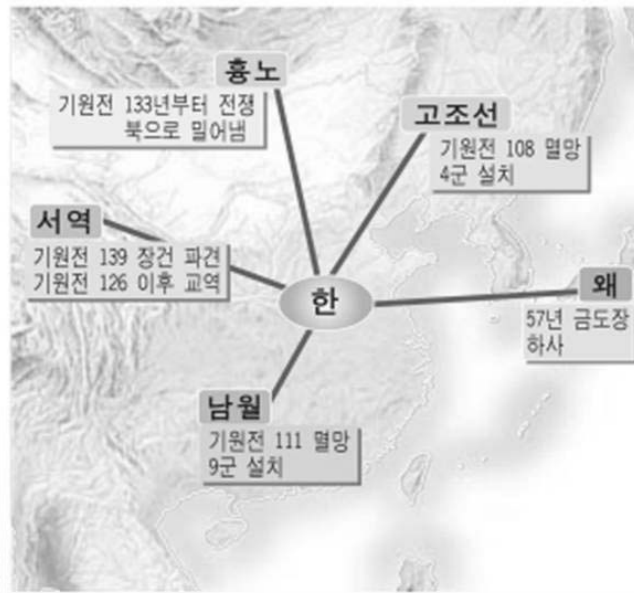 흉노
기원전 133년부터 전쟁
북으로 밀어냄
고조선
기원전 108 멸망
4군 설치
서역
기원전 139 장건 파견
기원전 126 이후 교역
한
왜
57년 금도장
하사
남월
기원전 111 멸망
9군 설치